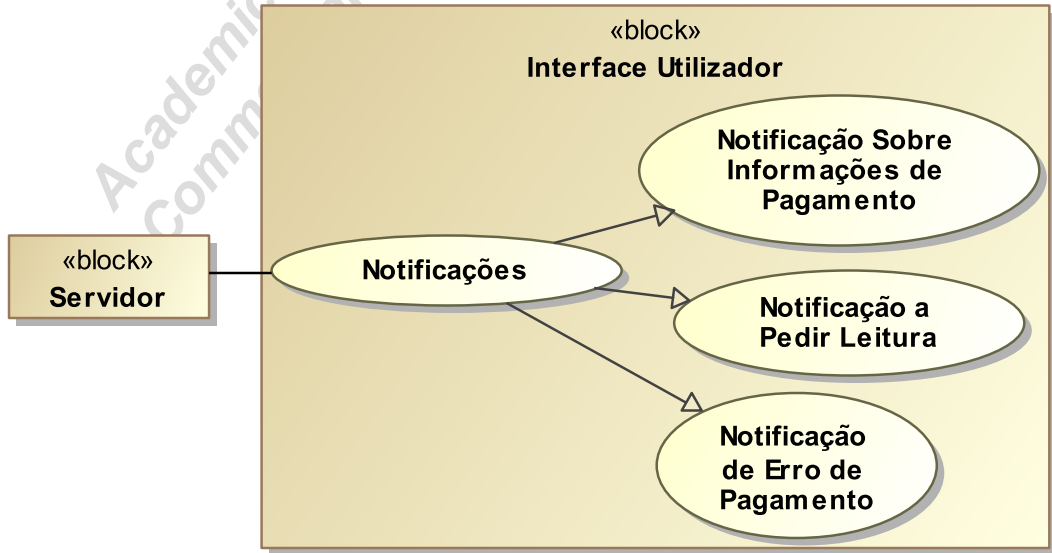 Academic
«block»
Interface Utilizador
Notificação Sobre
Informações de
Pagamento
«block»
Servidor
Notificações
Notificação a
Pedir Leitura
Notificação
de Erro de
Pagamento